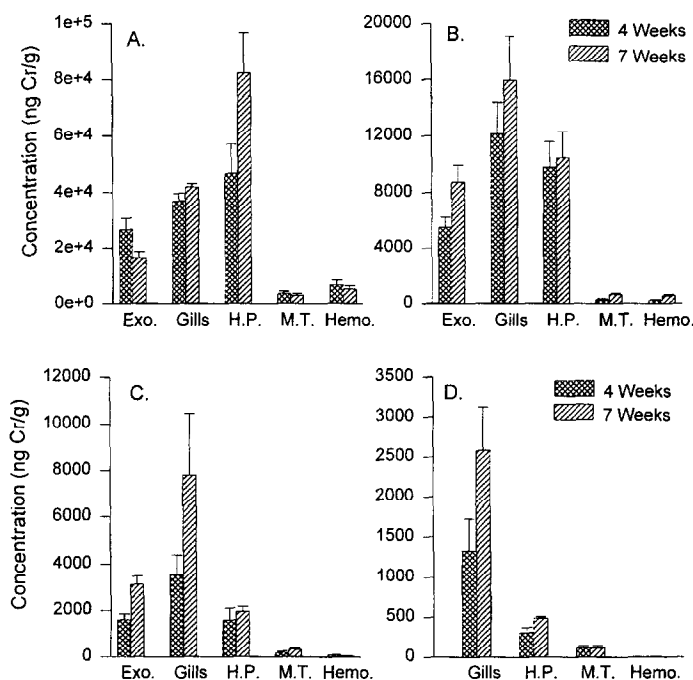 A.
1e+5
8e+4
6e+4
4e+4
2e+4
0e+0
Concentration (ng Cr/g)
Exo. Gills H.P. M.T. Hemo.
B.
20000
16000
12000
8000
4000
0
4 Weeks
7 Weeks
Exo. Gills H.P. M.T. Hemo.
C.
12000
10000
8000
6000
4000
2000
0
Concentration (ng Cr/g)
Exo. Gills H.P. M.T. Hemo.
D.
3500
3000
2500
2000
1500
1000
500
0
4 Weeks
7 Weeks
Gills H.P. M.T. Hemo.